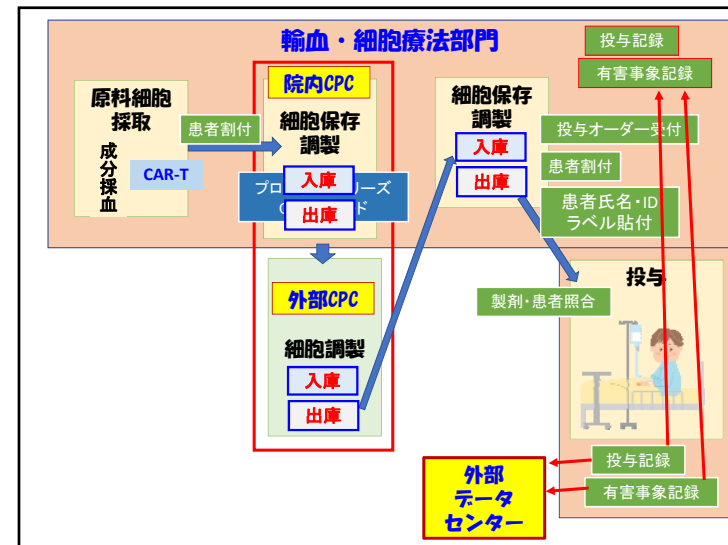 輸血・細胞療法部門
投与記録
有害事象記録
原料細胞
採取
成分採血
CAR-T
患者割付
院内CPC
細胞保存
調製
プロ
リーズ
入庫
出庫
外部CPC
細胞調製
入庫
出庫
細胞保存
調製
入庫
出庫
投与オーダー受付
患者割付
患者氏名・ID
ラベル貼付
製剤・患者照合
投与
投与記録
有害事象記録
外部
データ
センター